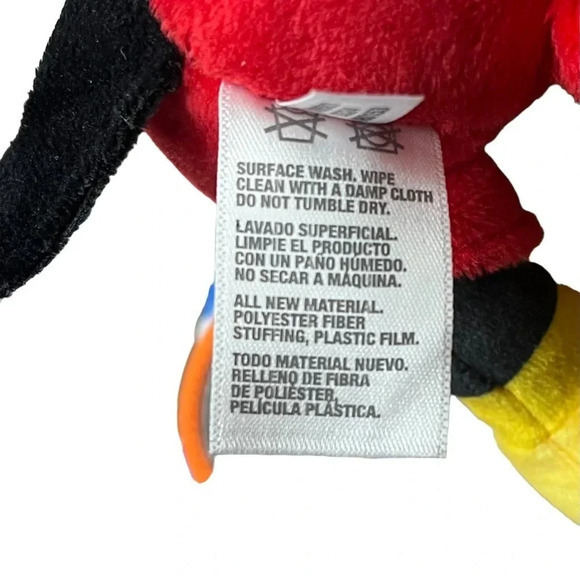 SURFACE WASH. WIPE
CLEAN WITH A DAMP CLOTH
DO NOT TUMBLE DRY.
LAVADO SUPERFICIAL.
LIMPIE EL PRODUCTO
CON UN PAÑO HÚMEDO.
NO SECAR A MÁQUINA.
ALL NEW MATERIAL.
POLYESTER FIBER
STUFFING, PLASTIC FILM.
TODO MATERIAL NUEVO.
RELLENO DE FIBRA
DE POLIÉSTER,
PELÍCULA PLÁSTICA.